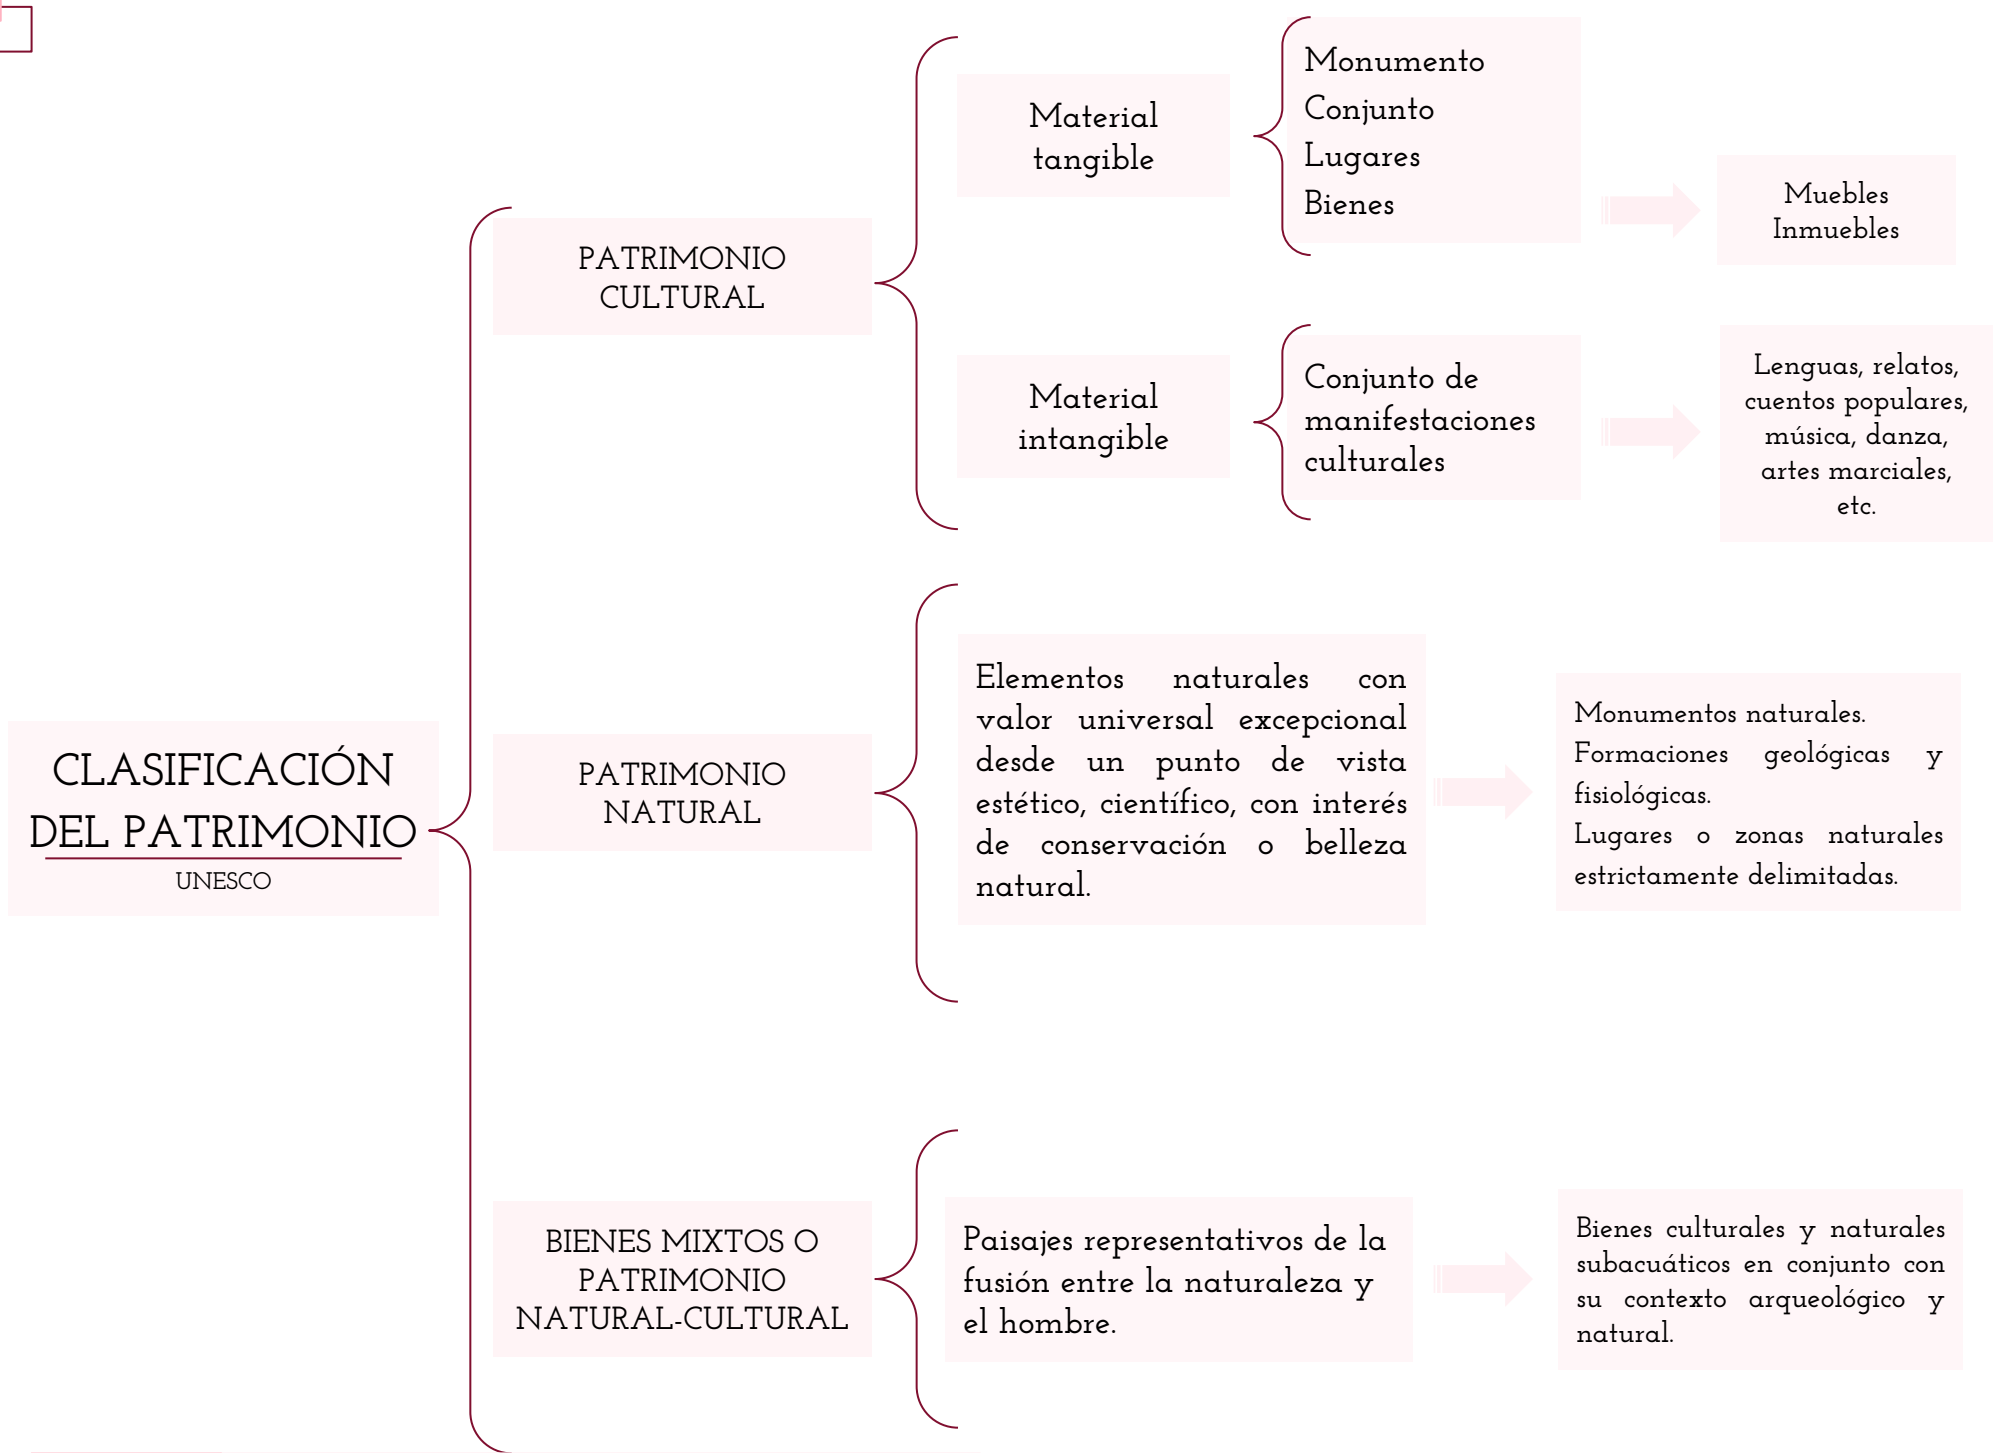 CLASIFICACIÓN
DEL PATRIMONIO
UNESCO
PATRIMONIO
CULTURAL
Material
tangible
Monumento
Conjunto
Lugares
Bienes
Muebles
Inmuebles
Material
intangible
Conjunto de
manifestaciones
culturales
Lenguas, relatos,
cuentos populares,
música, danza,
artes marciales,
etc.
PATRIMONIO
NATURAL
Elementos naturales con
valor universal excepcional
desde un punto de vista
estético, científico, con interés
de conservación o belleza
natural.
Monumentos naturales.
Formaciones geológicas y
fisiológicas.
Lugares o zonas naturales
estrictamente delimitadas.
BIENES MIXTOS O
PATRIMONIO
NATURAL-CULTURAL
Paisajes representativos de la
fusión entre la naturaleza y
el hombre.
Bienes culturales y naturales
subacuáticos en conjunto con
su contexto arqueológico y
natural.